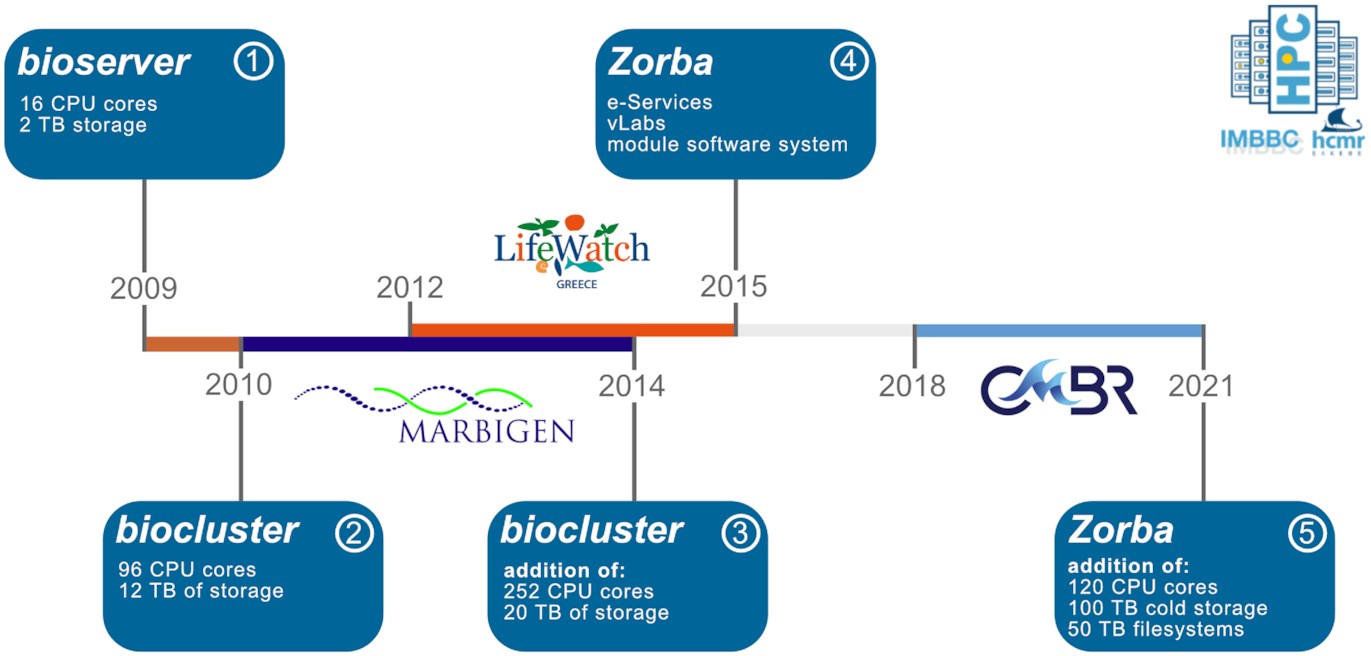 bioserver 1
16 CPU cores
2 TB storage
Zorba 4
e-Services
vLabs
module software system
HPC
IMBBC hcmr
LifeWatch
GREECE
2009
2012
2015
2010
2014
2018
2021
MARBIGEN
CMBR
biocluster 2
96 CPU cores
12 TB of storage
biocluster 3
addition of:
252 CPU cores
20 TB of storage
Zorba 5
addition of:
120 CPU cores
100 TB cold storage
50 TB filesystems